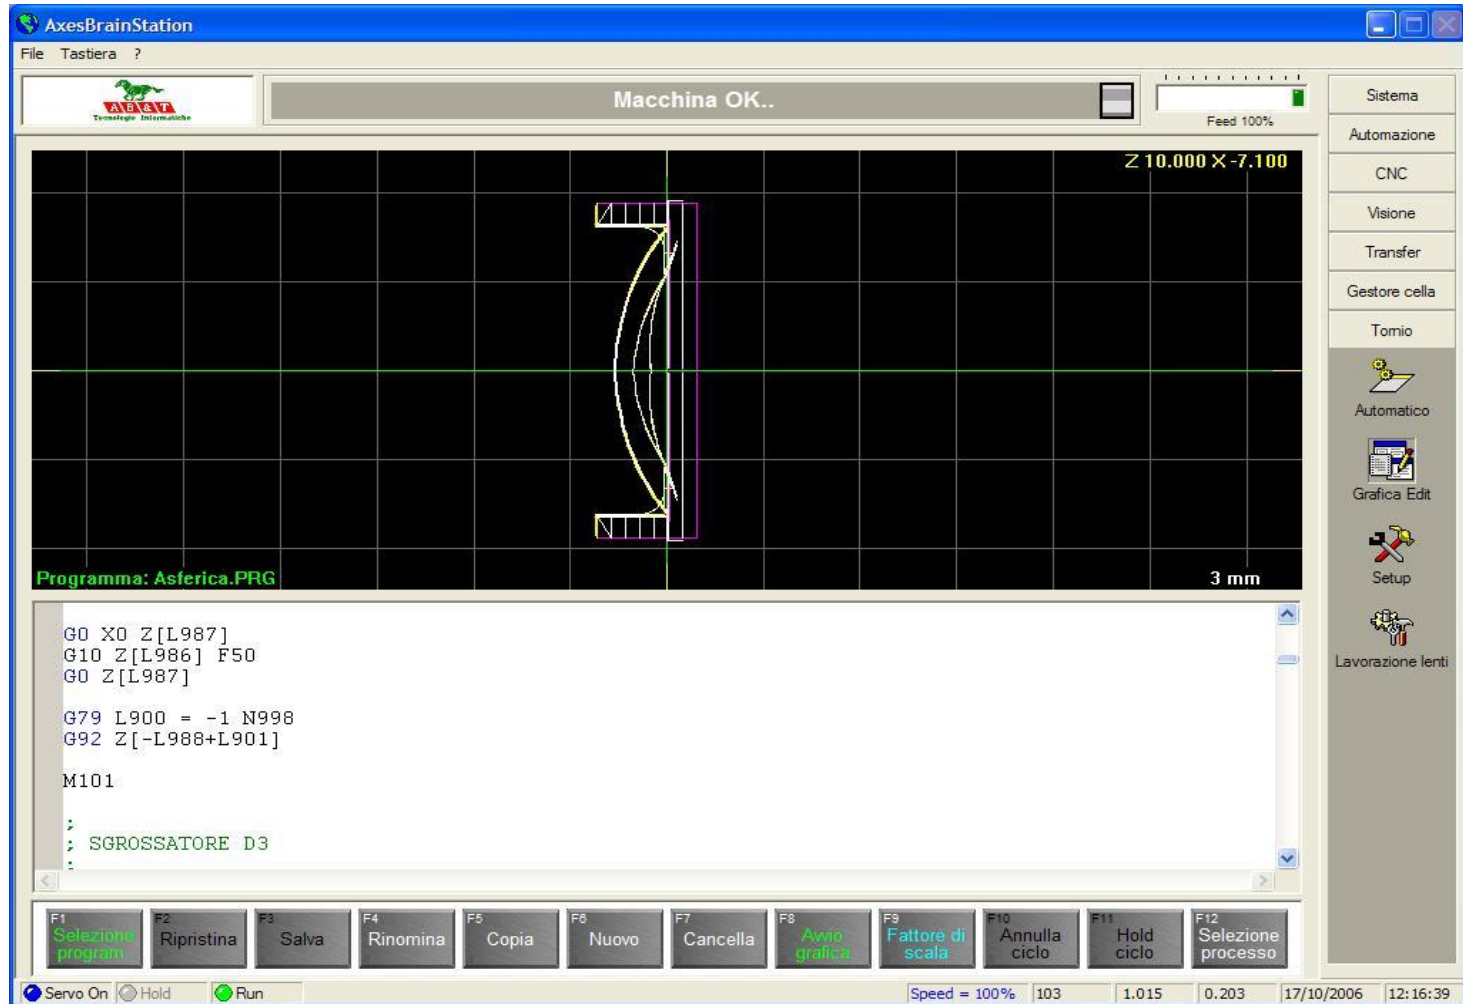 AxesBrainStation
File Tastiera ?
AB&T
Tecnologie Informatiche
Macchina OK..
Feed 100%
Z 10.000 X -7.100
Programma: Asferica.PRG
3 mm
G0 X0 Z[L987]
G10 Z[L986] F50
G0 Z[L987]
G79 L900 = -1 N998
G92 Z[-L988+L901]
M101
;
; SGROSSATORE D3
;
Sistema
Automazione
CNC
Visione
Transfer
Gestore cella
Tornio
Automatico
Grafica Edit
Setup
Lavorazione lenti
F1 Selezione program
F2 Ripristina
F3 Salva
F4 Rinomina
F5 Copia
F6 Nuovo
F7 Cancella
F8 Avvio grafica
F9 Fattore di scala
F10 Annulla ciclo
F11 Hold ciclo
F12 Selezione processo
Servo On Hold Run Speed = 100% 103 1.015 0.203 17/10/2006 12:16:39